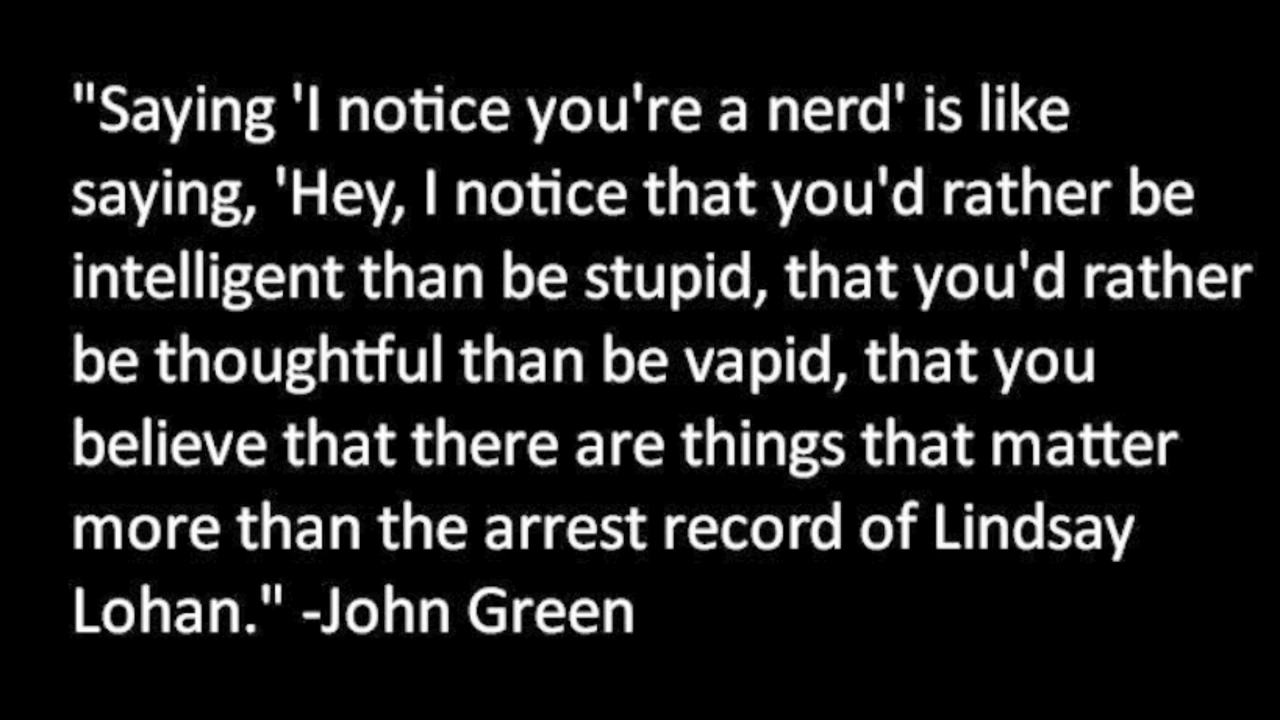 "Saying 'I notice you're a nerd' is like
saying, 'Hey, I notice that you'd rather be
intelligent than be stupid, that you'd rather
be thoughtful than be vapid, that you
believe that there are things that matter
more than the arrest record of Lindsay
Lohan." -John Green